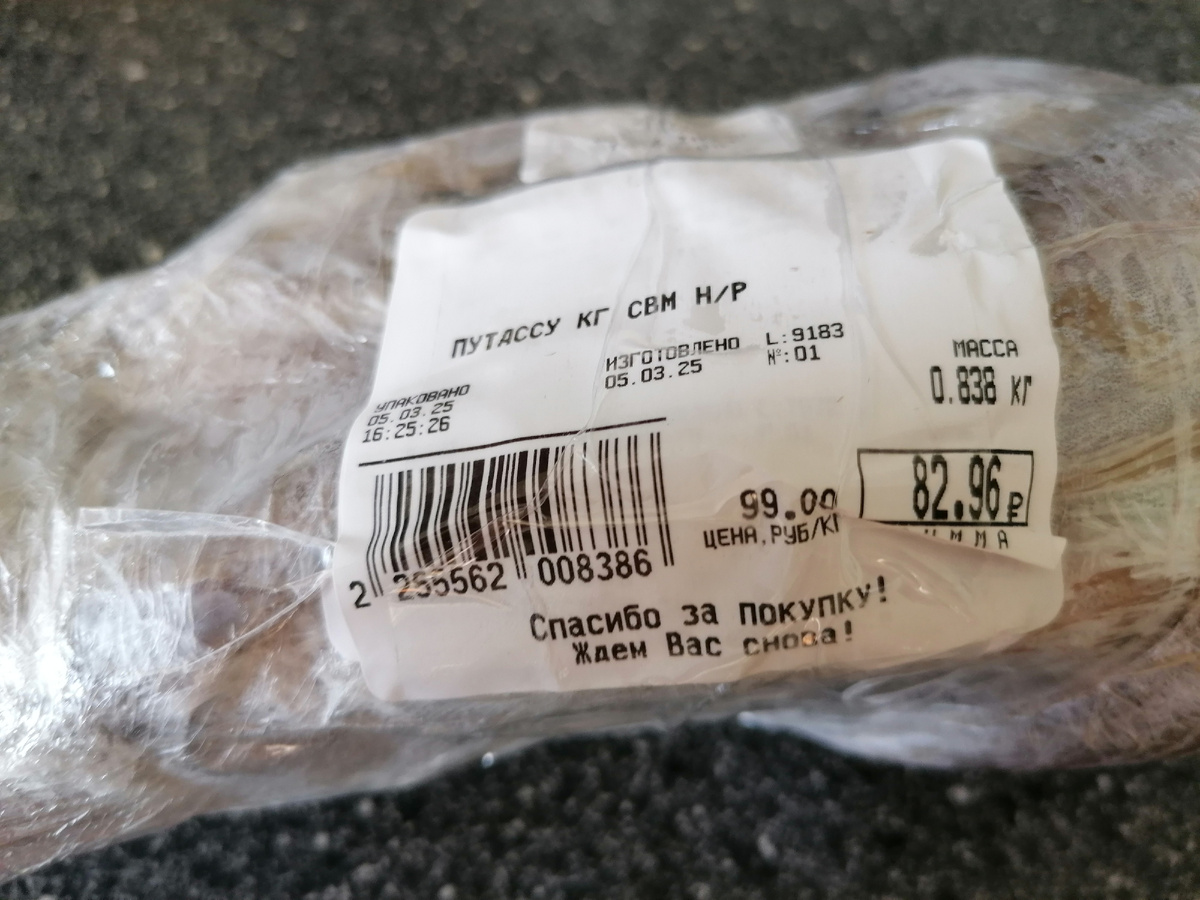 ПУТАССУ КГ СВМ Н/Р
УПАКОВАНО
05.03.25
16:25:26
ИЗГОТОВЛЕНО
05.03.25
L:9183
№:01
МАССА
0.838 КГ
99.00
ЦЕНА,РУБ/КГ
82.96 ₽
УММА
2 255562 008386
Спасибо за покупку!
Ждем Вас снова!